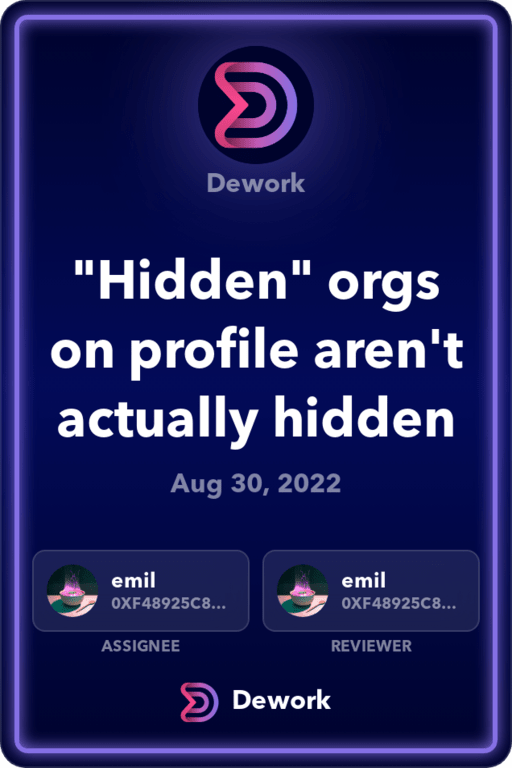 Dework
"Hidden" orgs
on profile aren't
actually hidden
Aug 30, 2022
emil
0XF48925C8...
ASSIGNEE
emil
0XF48925C8...
REVIEWER
Dework